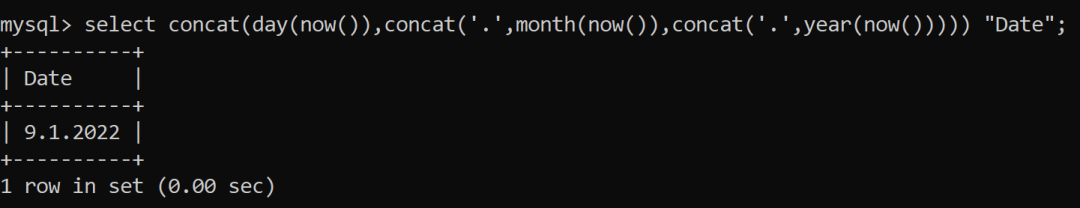 mysql> select concat(day(now()),concat('.',month(now()),concat('.',year(now())))) "Date";
+----------+
| Date     |
+----------+
| 9.1.2022 |
+----------+
1 row in set (0.00 sec)